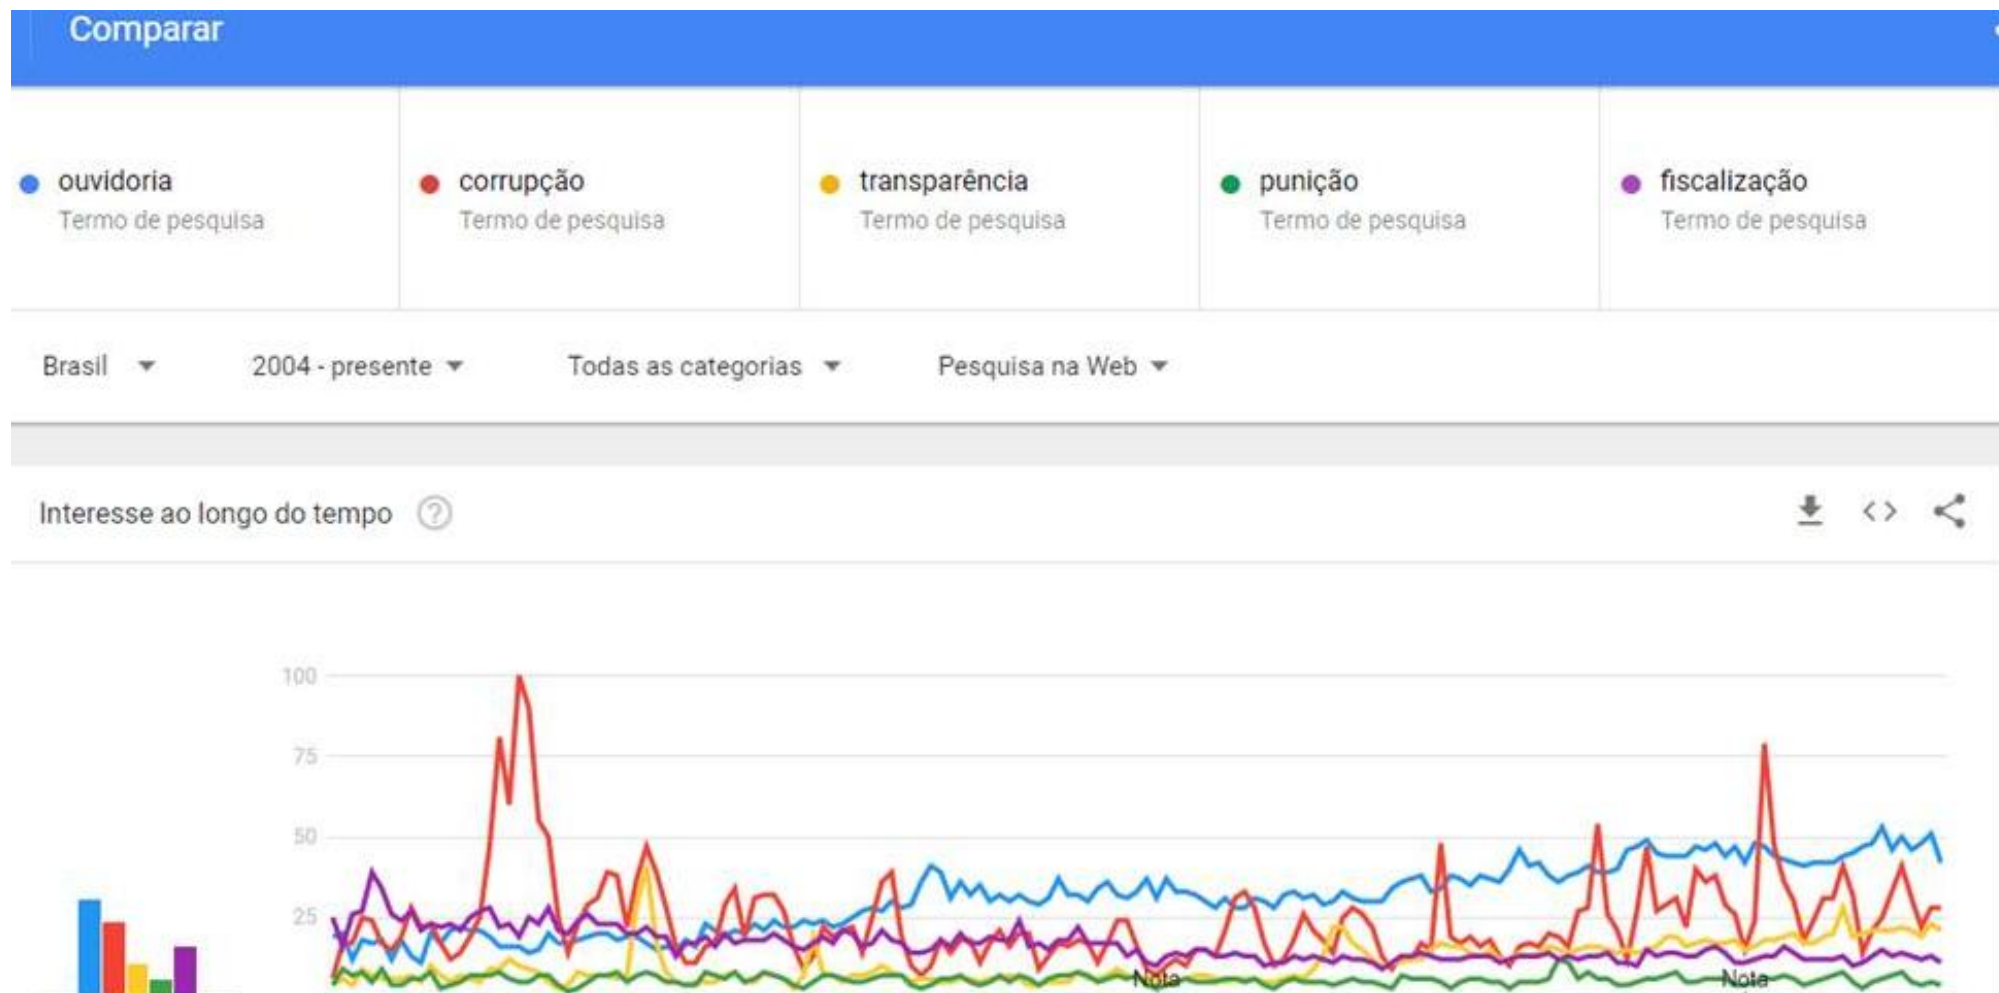 Comparar
ouvidoria
Termo de pesquisa
corrupção
Termo de pesquisa
transparência
Termo de pesquisa
punição
Termo de pesquisa
fiscalização
Termo de pesquisa
Brasil
2004 - presente
Todas as categorias
Pesquisa na Web
Interesse ao longo do tempo
100
75
50
25
Nota
Nota